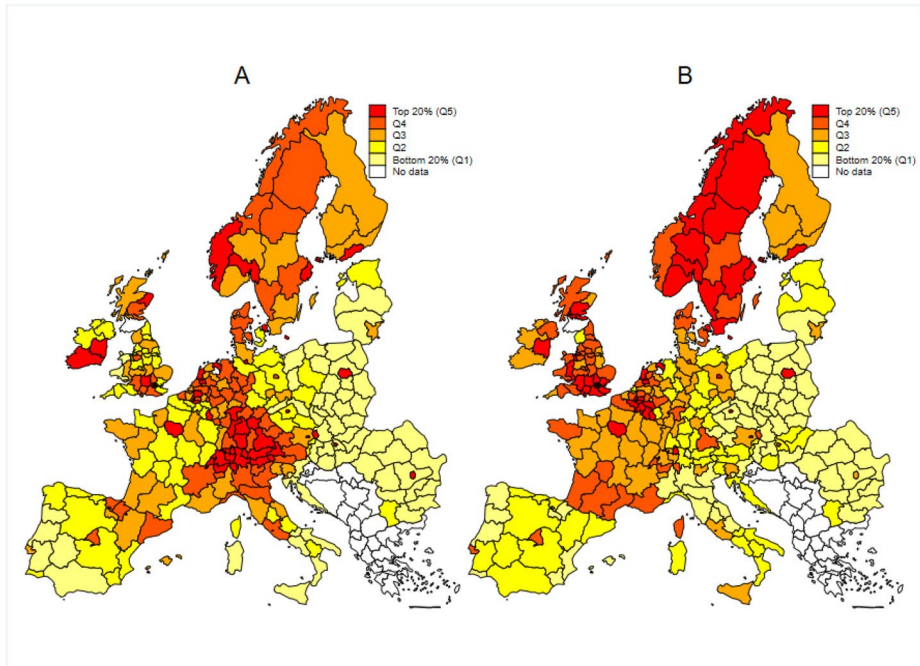 A
Top 20% (Q5)
Q4
Q3
Q2
Bottom 20% (Q1)
No data
B
Top 20% (Q5)
Q4
Q3
Q2
Bottom 20% (Q1)
No data